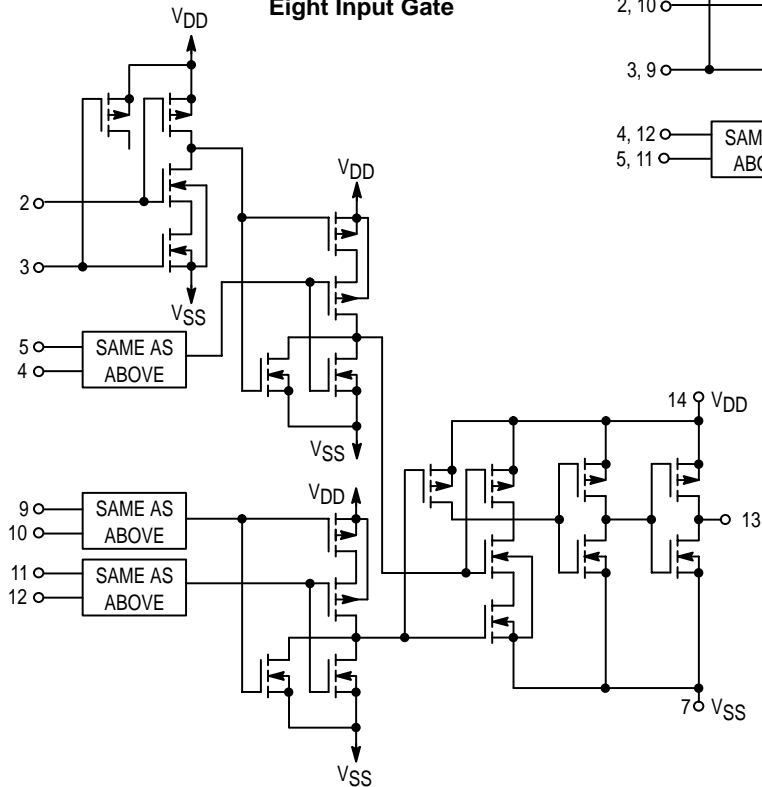 Eight Input Gate
VDD
2, 10
3, 9
4, 12
5, 11
SAM
ABO
2
3
VSS
VDD
5
4
SAME AS
ABOVE
VSS
14 VDD
9
10
SAME AS
ABOVE
VDD
11
12
SAME AS
ABOVE
13
7 VSS
VSS